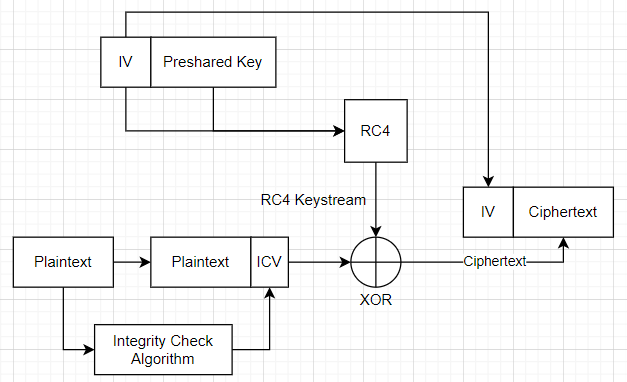 IV
Preshared Key
RC4
RC4 Keystream
IV
Ciphertext
Plaintext
Plaintext
ICV
Ciphertext
XOR
Integrity Check
Algorithm